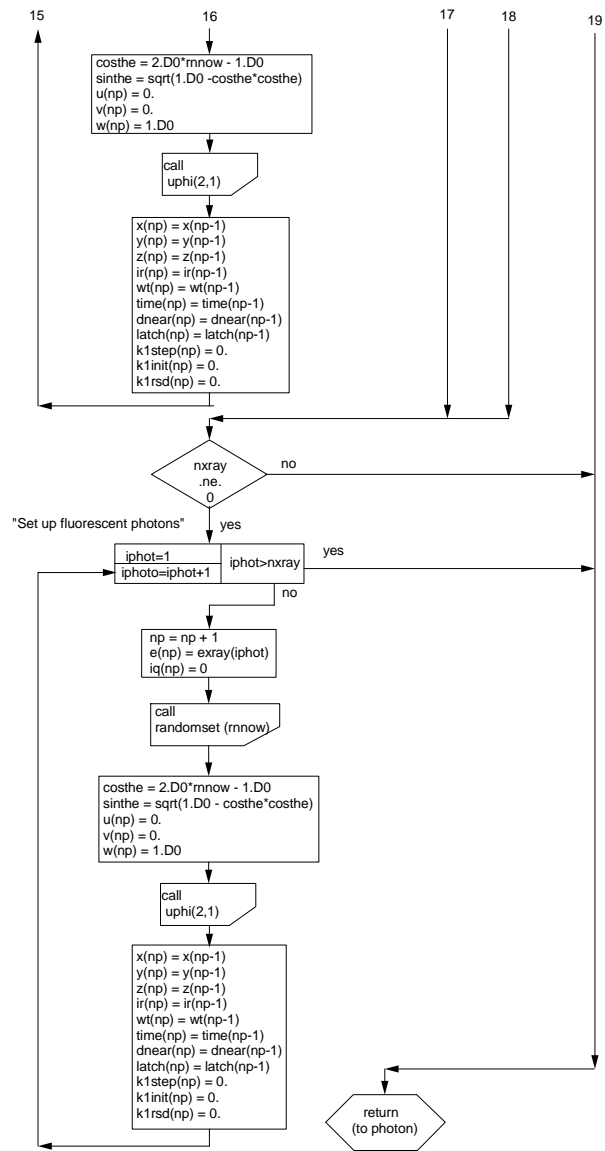 15 16 17 18 19
costhe = 2.D0*rnnow - 1.D0
sinthe = sqrt(1.D0 -costhe*costhe)
u(np) = 0.
v(np) = 0.
w(np) = 1.D0
call
uphi(2,1)
x(np) = x(np-1)
y(np) = y(np-1)
z(np) = z(np-1)
ir(np) = ir(np-1)
wt(np) = wt(np-1)
time(np) = time(np-1)
dnear(np) = dnear(np-1)
latch(np) = latch(np-1)
k1step(np) = 0.
k1init(np) = 0.
k1rsd(np) = 0.
nxray
.ne.
0
no
"Set up fluorescent photons"
yes
iphot=1
iphoto=iphot+1
iphot>nxray
yes
no
np = np + 1
e(np) = exray(iphot)
iq(np) = 0
call
randomset (rnnow)
costhe = 2.D0*rnnow - 1.D0
sinthe = sqrt(1.D0 - costhe*costhe)
u(np) = 0.
v(np) = 0.
w(np) = 1.D0
call
uphi(2,1)
x(np) = x(np-1)
y(np) = y(np-1)
z(np) = z(np-1)
ir(np) = ir(np-1)
wt(np) = wt(np-1)
time(np) = time(np-1)
dnear(np) = dnear(np-1)
latch(np) = latch(np-1)
k1step(np) = 0.
k1init(np) = 0.
k1rsd(np) = 0.
return
(to photon)